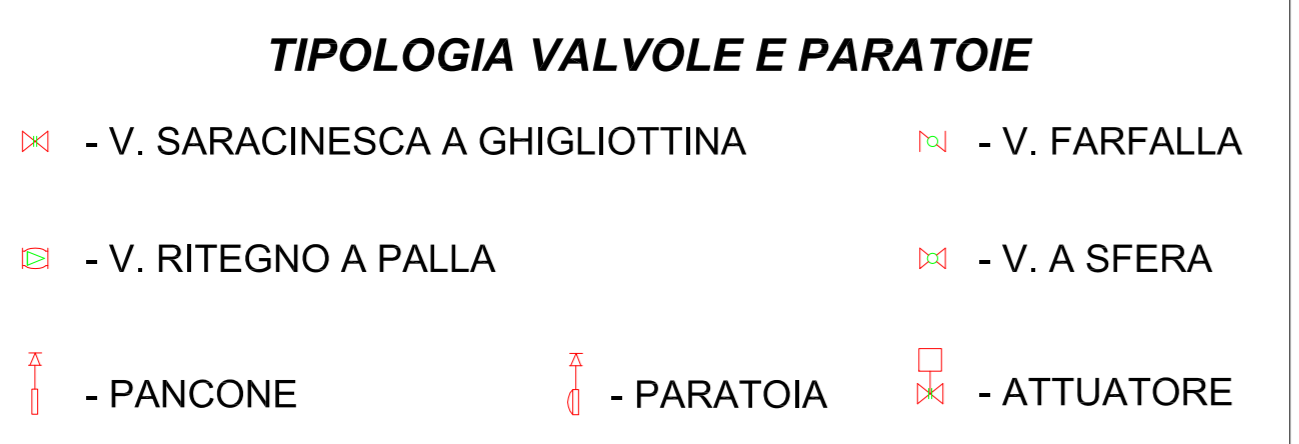 TIPOLOGIA VALVOLE E PARATOIE
- V. SARACINESCA A GHIGLIOTTINA
- V. FARFALLA
- V. RITEGNO A PALLA
- V. A SFERA
- PANCONE
- PARATOIA
- ATTUATORE